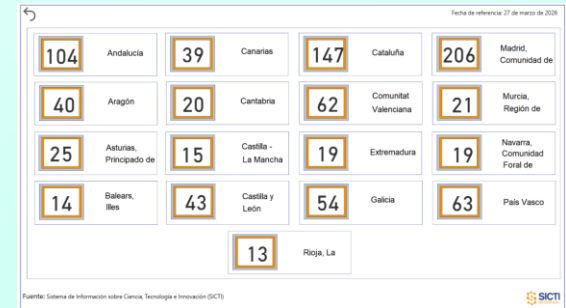 Fecha de referencia: 27 de marzo de 2026
104 Andalucía
39 Canarias
147 Cataluña
206 Madrid,
Comunidad de
40 Aragón
20 Cantabria
62 Comunitat
Valenciana
21 Murcia,
Región de
25 Asturias,
Principado de
15 Castilla -
La Mancha
19 Extremadura
19 Navarra,
Comunidad
Foral de
14 Balears,
Illes
43 Castilla y
León
54 Galicia
63 País Vasco
13 Rioja, La
Fuente: Sistema de Información sobre Ciencia, Tecnología e Innovación (SICTI)
SICTI